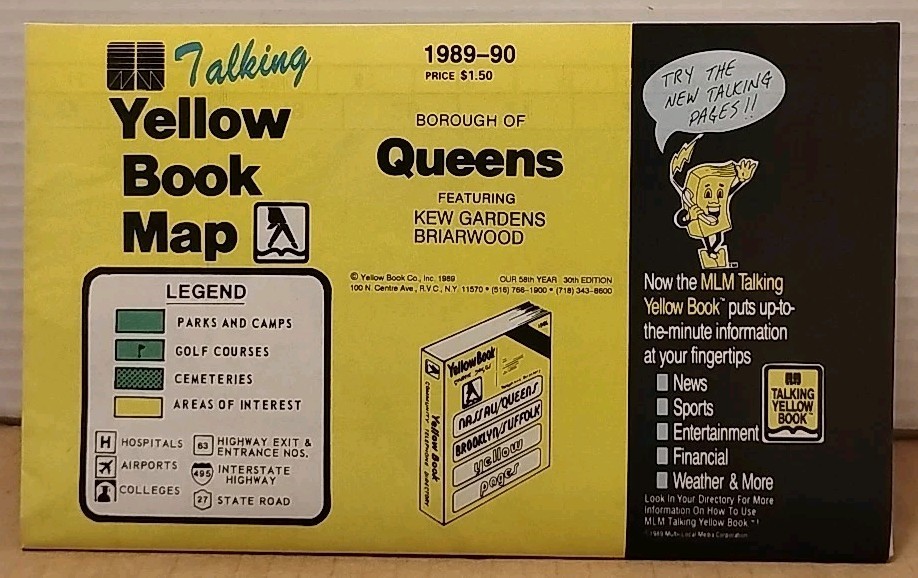 Talking
Yellow
Book
Map
LEGEND
PARKS AND CAMPS
GOLF COURSES
CEMETERIES
AREAS OF INTEREST
H HOSPITALS
AIRPORTS
COLLEGES
63 HIGHWAY EXIT &
ENTRANCE NOS.
495 INTERSTATE
HIGHWAY
27 STATE ROAD
1989-90
PRICE $1.50
BOROUGH OF
Queens
FEATURING
KEW GARDENS
BRIARWOOD
© Yellow Book Co., Inc. 1989 OUR 58th YEAR 30th EDITION
100 N. Centre Ave., R.V.C., N.Y. 11570 • (516) 766-1900 • (718) 343-8600
Yellow Book
NASSAU/QUEENS
BROOKLYN/SUFFOLK
yellow
pages
COMMUNITY TELEPHONE DIRECTORY
Yellow Book
TRY THE
NEW TALKING
PAGES!!
Now the MLM Talking
Yellow Book™ puts up-to-
the-minute information
at your fingertips
News
Sports
Entertainment
Financial
Weather & More
TALKING
YELLOW
BOOK™
Look In Your Directory For More
Information On How To Use
MLM Talking Yellow Book™!
©1989 Multi-Local Media Corporation